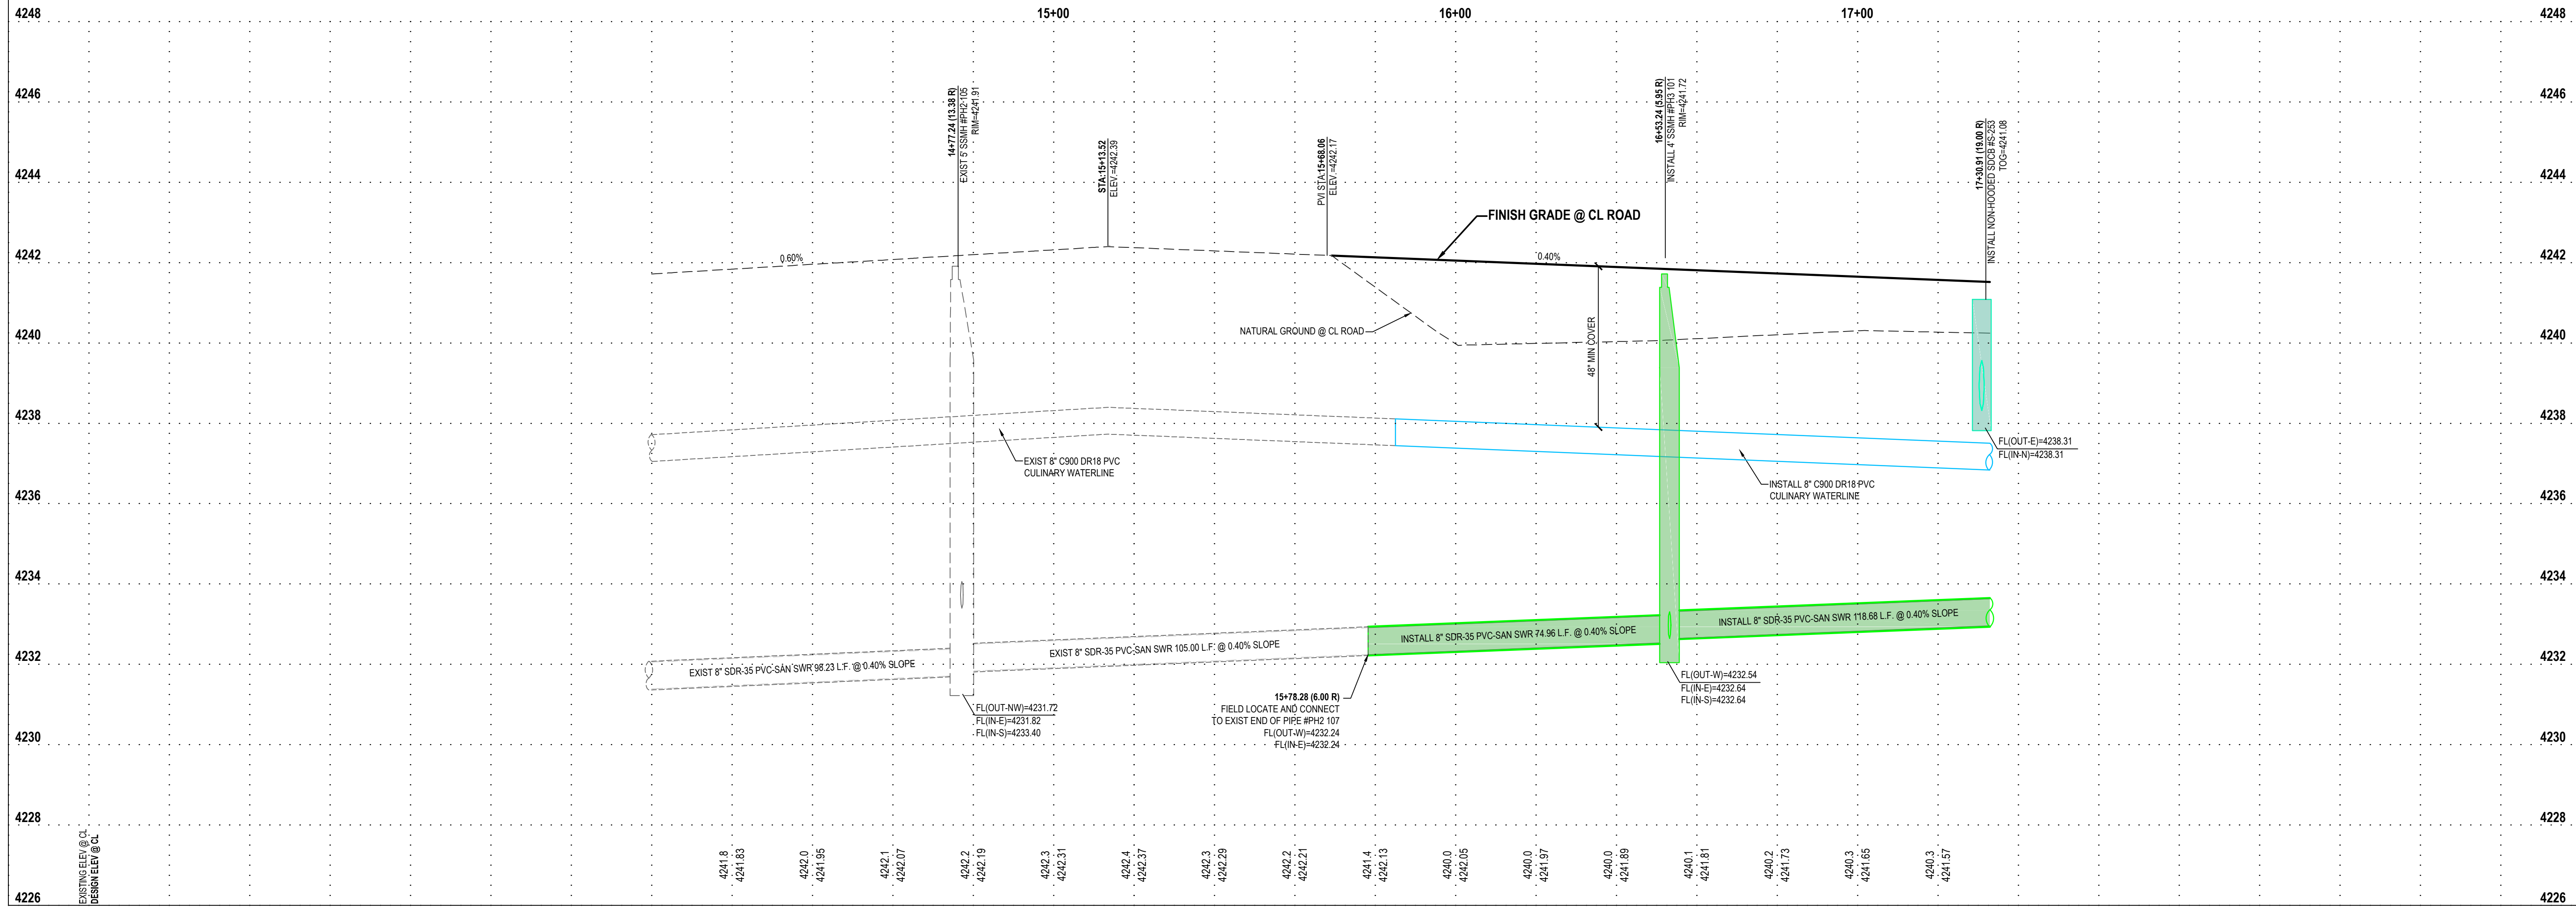 15+00
16+00
17+00
4248
4248
4246
4246
4244
4244
4242
4242
4240
4240
4238
4238
4236
4236
4234
4234
4232
4232
4230
4230
4228
4228
4226
4226
14+77.24 (13.38 R)
EXIST 5' SSMH #PH2 105
RIM=4241.91
STA:15+13.52
ELEV.=4242.39
PVI STA:15+68.06
ELEV.=4242.17
16+53.24 (5.95 R)
INSTALL 4' SSMH #PH3 101
RIM=4241.72
17+30.91 (19.00 R)
INSTALL NON-HOODED SDCB #S-253
TOG=4241.08
FINISH GRADE @ CL ROAD
0.60%
0.40%
NATURAL GROUND @ CL ROAD
48" MIN COVER
EXIST 8" C900 DR18 PVC
CULINARY WATERLINE
INSTALL 8" C900 DR18 PVC
CULINARY WATERLINE
FL(OUT-E)=4238.31
FL(IN-N)=4238.31
EXIST 8" SDR-35 PVC-SAN SWR 98.23 L.F. @ 0.40% SLOPE
EXIST 8" SDR-35 PVC-SAN SWR 105.00 L.F. @ 0.40% SLOPE
INSTALL 8" SDR-35 PVC-SAN SWR 74.96 L.F. @ 0.40% SLOPE
INSTALL 8" SDR-35 PVC-SAN SWR 118.68 L.F. @ 0.40% SLOPE
FL(OUT-NW)=4231.72
FL(IN-E)=4231.82
FL(IN-S)=4233.40
15+78.28 (6.00 R)
FIELD LOCATE AND CONNECT
TO EXIST END OF PIPE #PH2 107
FL(OUT-W)=4232.24
FL(IN-E)=4232.24
FL(OUT-W)=4232.54
FL(IN-E)=4232.64
FL(IN-S)=4232.64
EXISTING ELEV @ CL
DESIGN ELEV @ CL
4241.8
4241.83
4242.0
4241.95
4242.1
4242.07
4242.2
4242.19
4242.3
4242.31
4242.4
4242.37
4242.3
4242.29
4242.2
4242.21
4241.4
4242.13
4240.0
4242.05
4240.0
4241.97
4240.0
4241.89
4240.1
4241.81
4240.2
4241.73
4240.3
4241.65
4240.3
4241.57